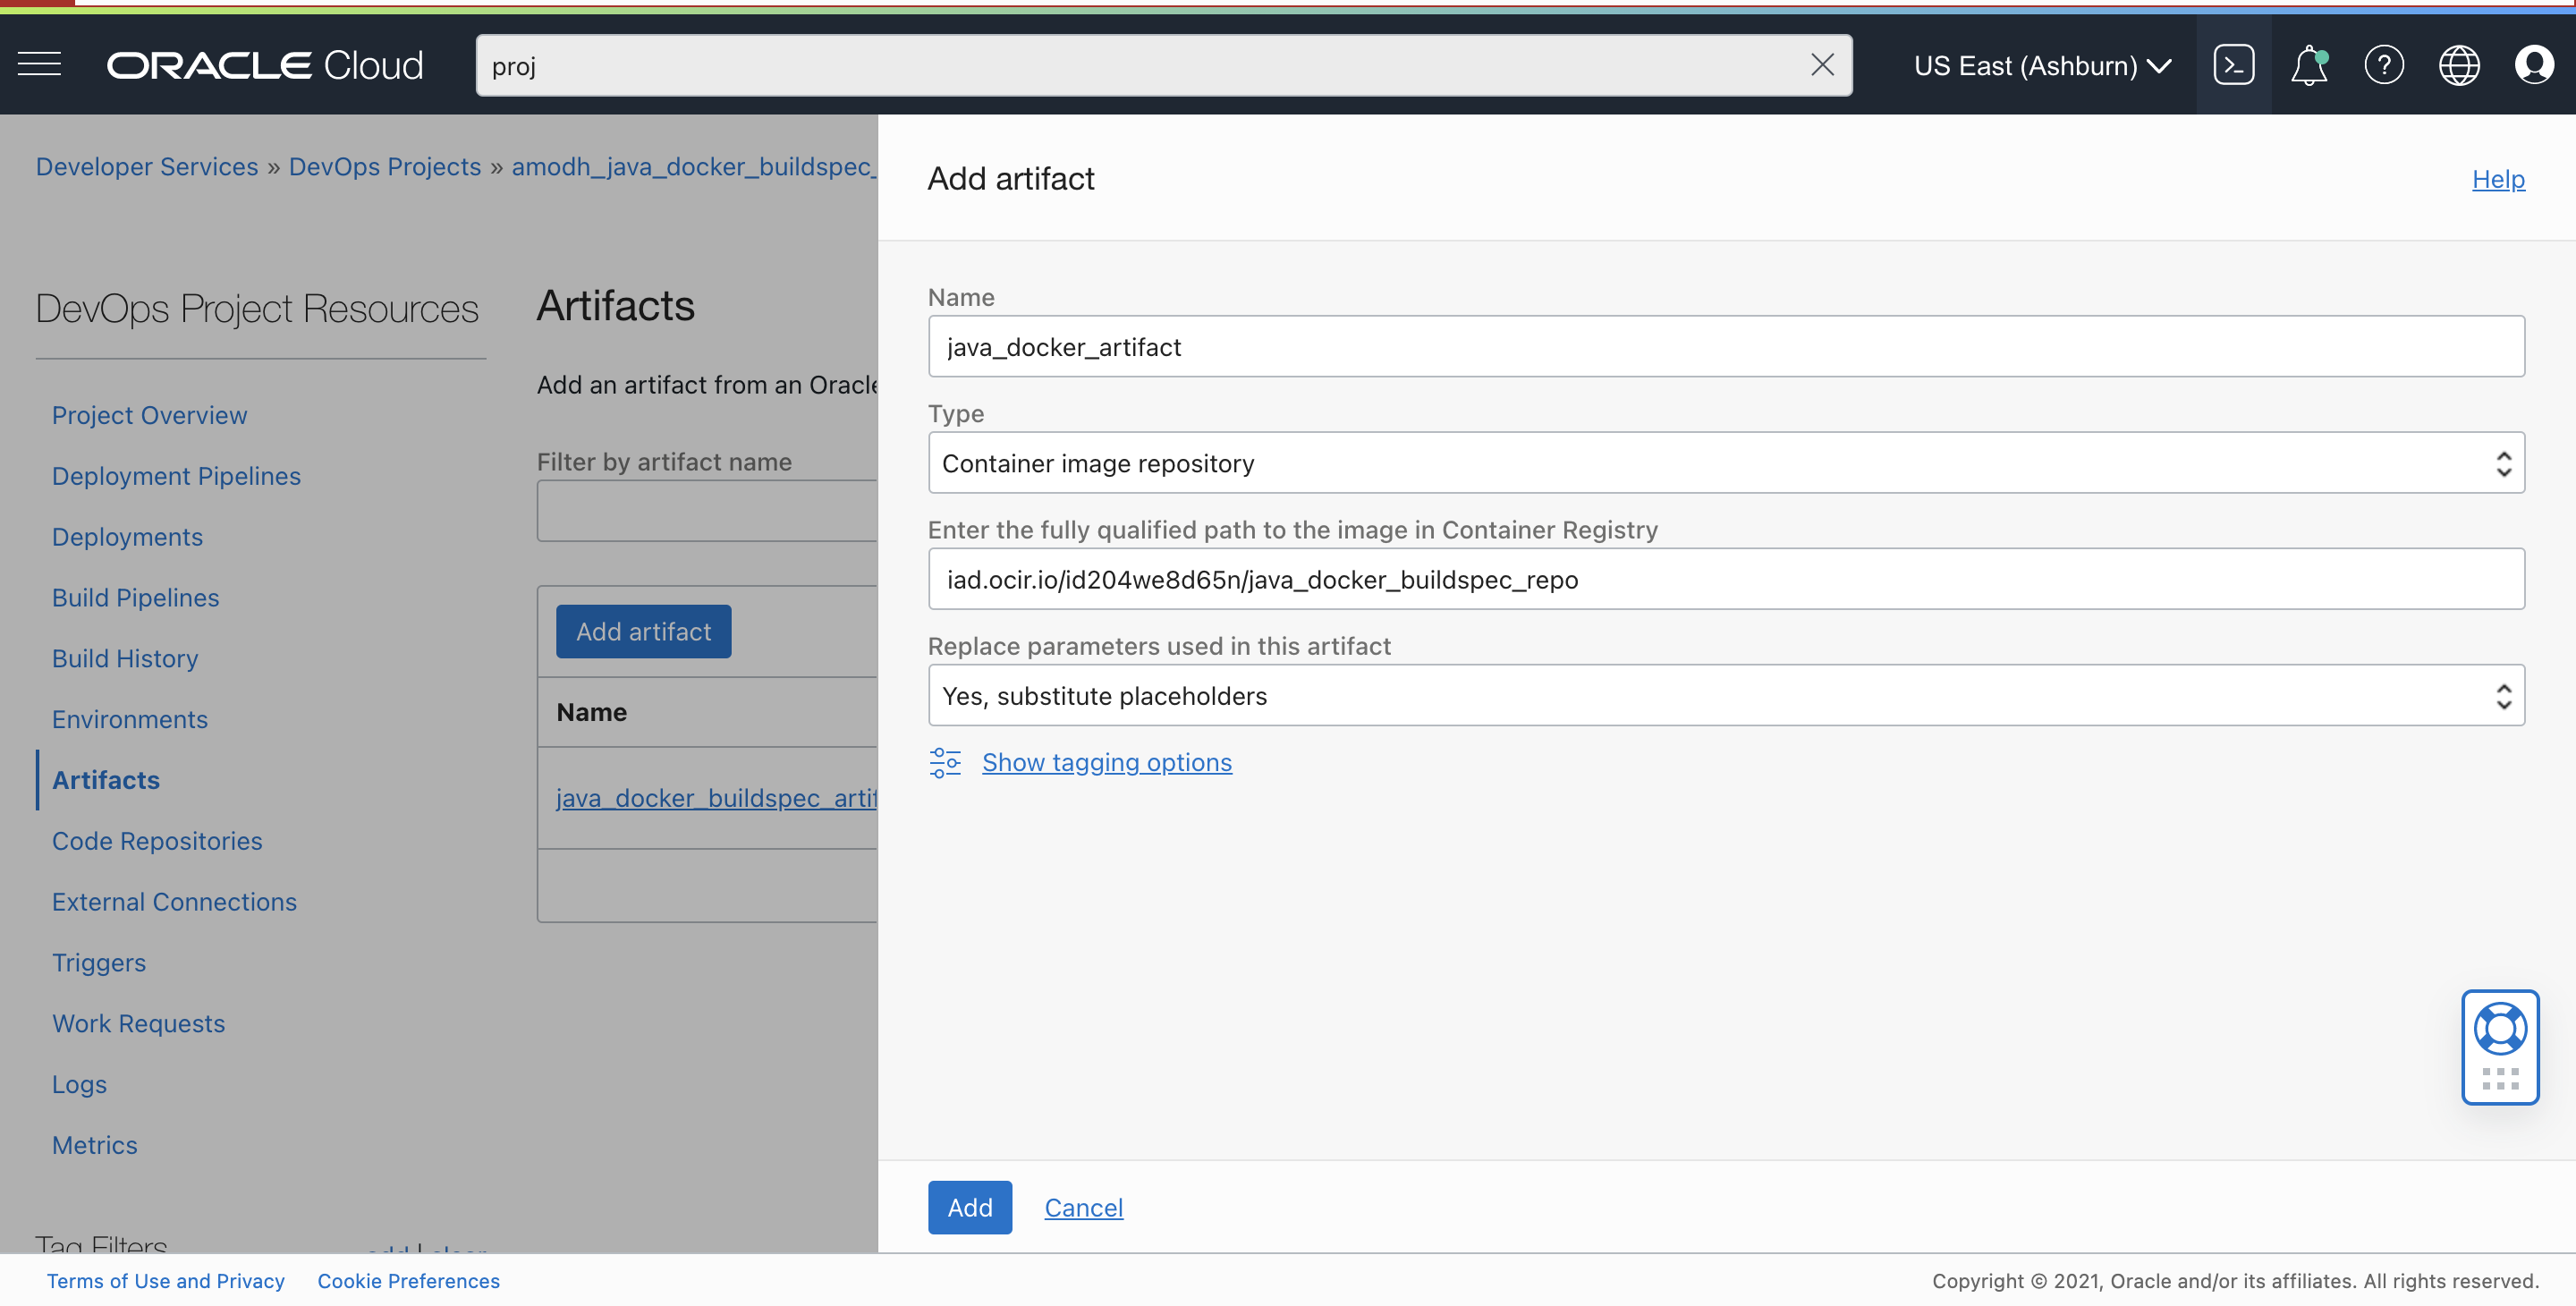 ORACLE Cloud
proj
US East (Ashburn)
Developer Services » DevOps Projects » amodh_java_docker_buildspec_
DevOps Project Resources
Project Overview
Deployment Pipelines
Deployments
Build Pipelines
Build History
Environments
Artifacts
Code Repositories
External Connections
Triggers
Work Requests
Logs
Metrics
Tag Filters
add | clear
Artifacts
Add an artifact from an Oracle
Filter by artifact name
Add artifact
Name
java_docker_buildspec_artif
Add artifact
Help
Name
java_docker_artifact
Type
Container image repository
Enter the fully qualified path to the image in Container Registry
iad.ocir.io/id204we8d65n/java_docker_buildspec_repo
Replace parameters used in this artifact
Yes, substitute placeholders
Show tagging options
Add
Cancel
Terms of Use and Privacy
Cookie Preferences
Copyright © 2021, Oracle and/or its affiliates. All rights reserved.